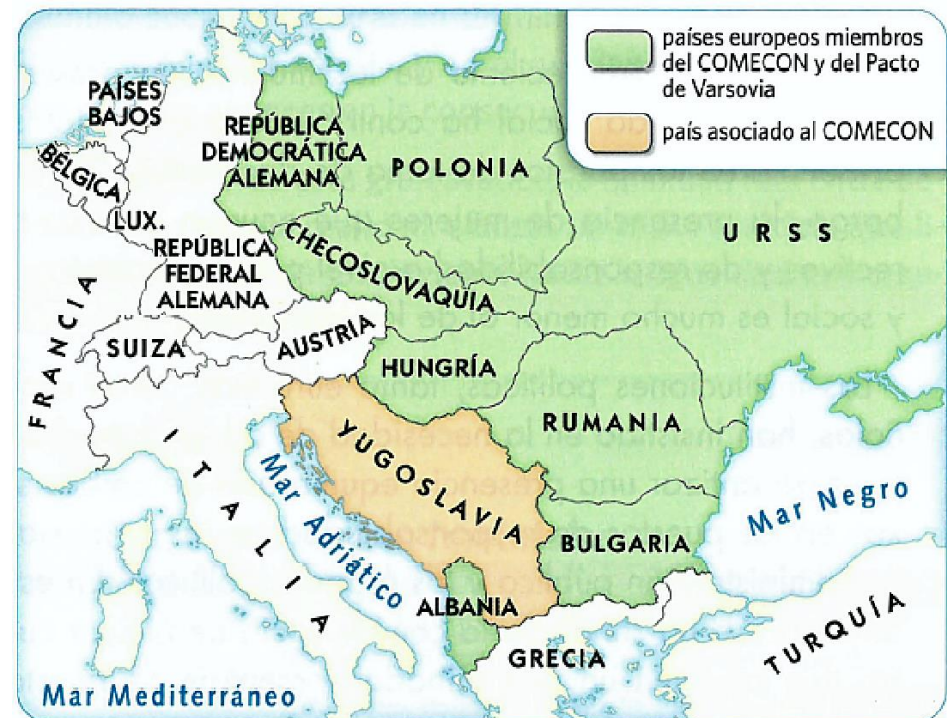 países europeos miembros
del COMECON y del Pacto
de Varsovia
país asociado al COMECON
PAÍSES
BAJOS
BÉLGICA
LUX.
REPÚBLICA
DEMOCRÁTICA
ALEMANA
POLONIA
URSS
REPÚBLICA
FEDERAL
ALEMANA
CHECOSLOVAQUIA
FRANCIA
SUIZA
AUSTRIA
HUNGRÍA
RUMANIA
ITALIA
YUGOSLAVIA
Mar Adriático
Mar Negro
BULGARIA
ALBANIA
GRECIA
TURQUÍA
Mar Mediterráneo